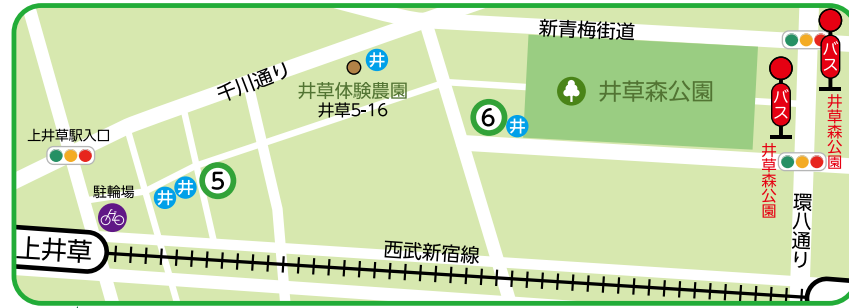 新青梅街道
バス
井草森公園
バス
井草森公園
千川通り
井
井草体験農園
井草5-16
井草森公園
6
井
上井草駅入口
駐輪場
井
井
5
環八通り
上井草
西武新宿線